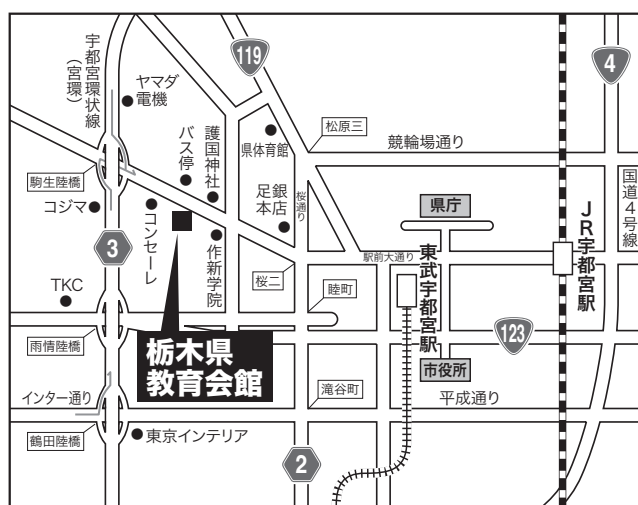 宇都宮環状線
（宮環）
ヤマダ
電機
119
4
松原三
競輪場通り
県体育館
護国神社
バス停
駒生陸橋
コジマ
コンセーレ
足銀
本店
桜通り
県庁
国道4号線
JR宇都宮駅
3
作新学院
駅前大通り
東武宇都宮駅
TKC
桜二
睦町
123
雨情陸橋
栃木県
教育会館
市役所
インター通り
滝谷町
平成通り
鶴田陸橋
東京インテリア
2